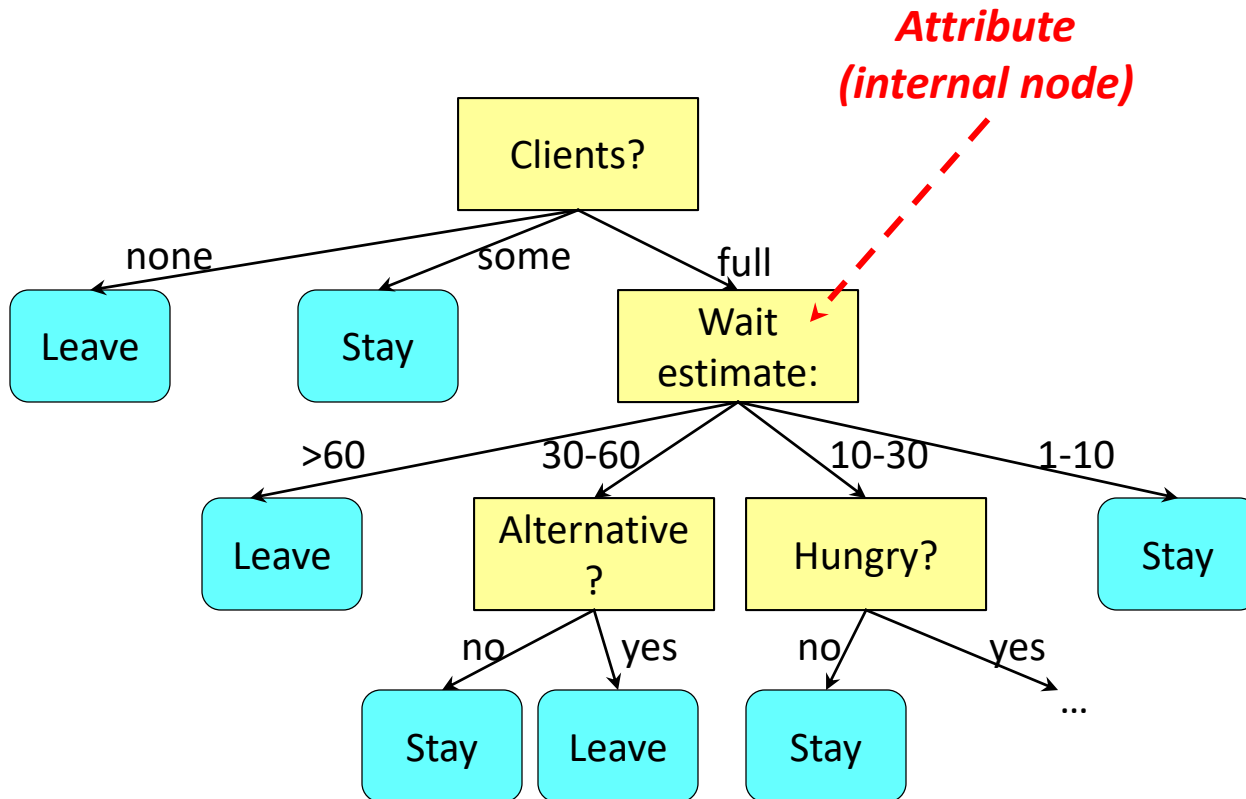 Attribute
(internal node)
Clients?
none
some
full
Leave
Stay
Wait
estimate:
>60
30-60
10-30
1-10
Leave
Alternative
?
Hungry?
Stay
no
yes
no
yes
Stay
Leave
Stay
...